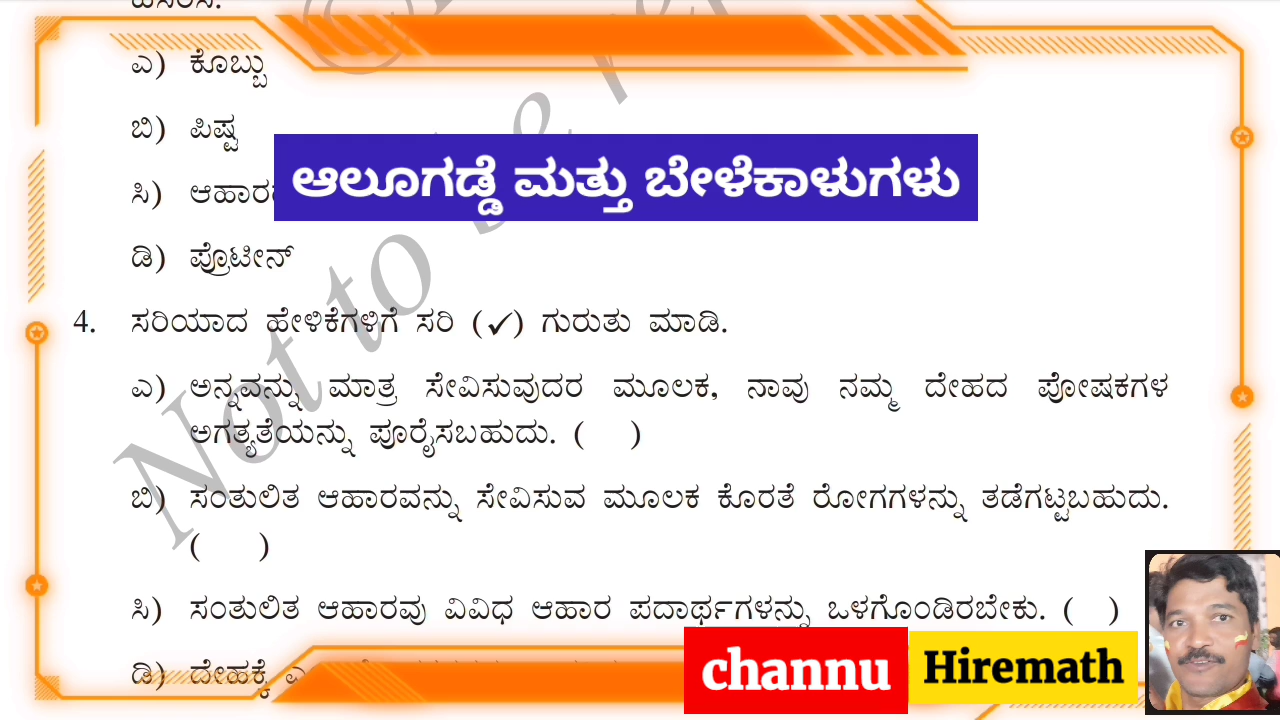 ಎ) ಕೊಬ್ಬು
ಬಿ) ಪಿಷ್ಟ
ಆಲೂಗಡ್ಡೆ ಮತ್ತು ಬೇಳೆಕಾಳುಗಳು
ಸಿ)
ಡಿ) ಪ್ರೊಟೀನ್
4. ಸರಿಯಾದ ಹೇಳಿಕೆಗಳಿಗೆ ಸರಿ (✓) ಗುರುತು ಮಾಡಿ.
ಎ) ಅನ್ನವನ್ನು ಮಾತ್ರ ಸೇವಿಸುವುದರ ಮೂಲಕ, ನಾವು ನಮ್ಮ ದೇಹದ ಪೋಷಕಗಳ
ಅಗತ್ಯತೆಯನ್ನು ಪೂರೈಸಬಹುದು. ( )
ಬಿ) ಸಂತುಲಿತ ಆಹಾರವನ್ನು ಸೇವಿಸುವ ಮೂಲಕ ಕೊರತೆ ರೋಗಗಳನ್ನು ತಡೆಗಟ್ಟಬಹುದು.
( )
ಸಿ) ಸಂತುಲಿತ ಆಹಾರವು ವಿವಿಧ ಆಹಾರ ಪದಾರ್ಥಗಳನ್ನು ಒಳಗೊಂಡಿರಬೇಕು. ( )
ಡಿ) ದೇಹಕ್ಕೆ
Not to be
channu
Hiremath